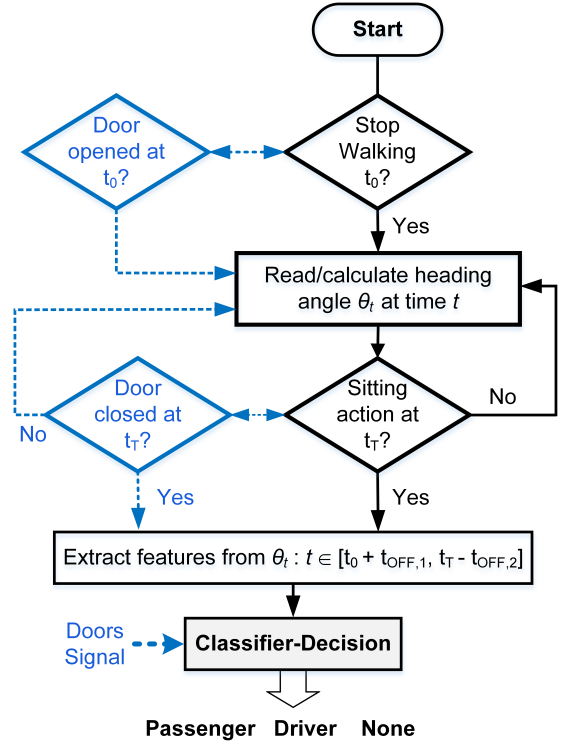 Start
Door
opened at
t0?
Stop
Walking
t0?
Yes
Read/calculate heading
angle θt at time t
Door
closed at
tT?
Sitting
action at
tT?
No
No
Yes
Yes
Extract features from θt : t ∈ [t0 + tOFF,1, tT - tOFF,2]
Doors
Signal
Classifier-Decision
Passenger Driver None